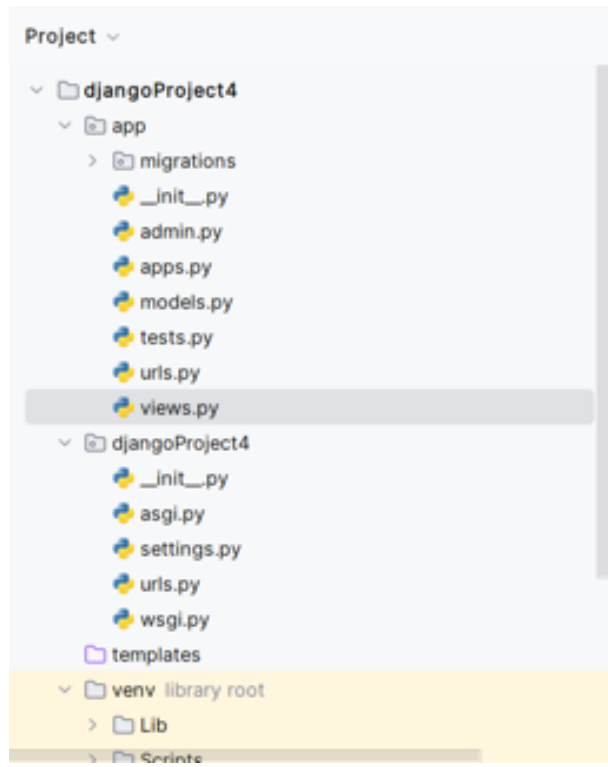 Project
djangoProject4
app
migrations
__init__.py
admin.py
apps.py
models.py
tests.py
urls.py
views.py
djangoProject4
__init__.py
asgi.py
settings.py
urls.py
wsgi.py
templates
venv library root
Lib
Scripts